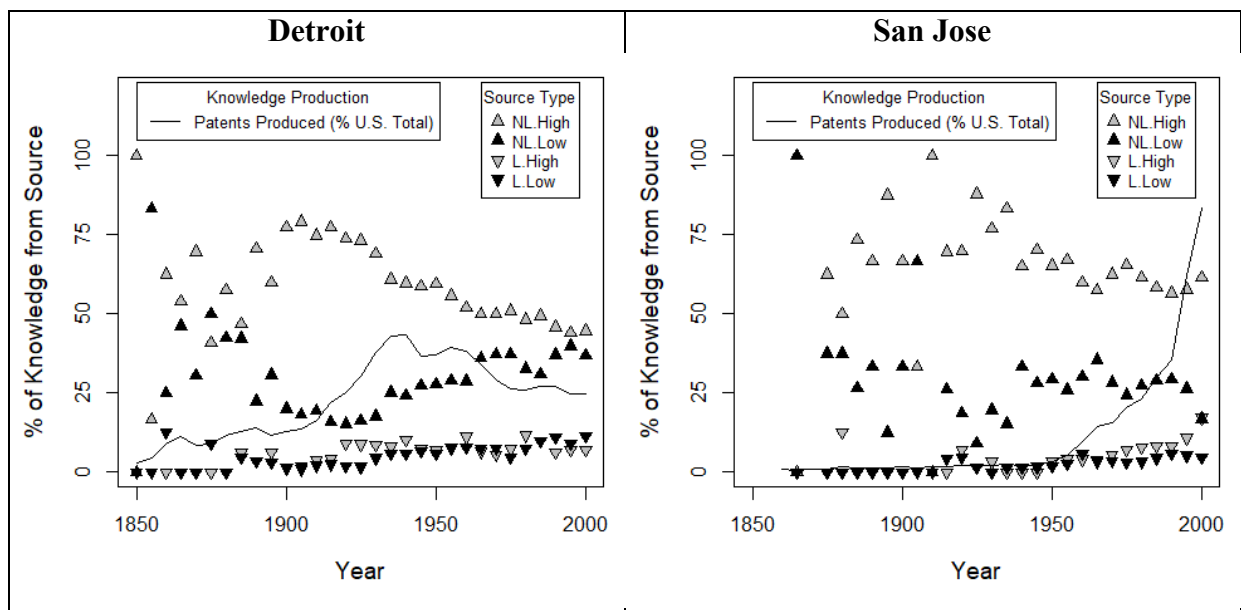 Detroit
Knowledge Production
Patents Produced (% U.S. Total)
Source Type
NL.High
NL.Low
L.High
L.Low
% of Knowledge from Source
100
75
50
25
0
1850
1900
1950
2000
Year
San Jose
Knowledge Production
Patents Produced (% U.S. Total)
Source Type
NL.High
NL.Low
L.High
L.Low
% of Knowledge from Source
100
75
50
25
0
1850
1900
1950
2000
Year